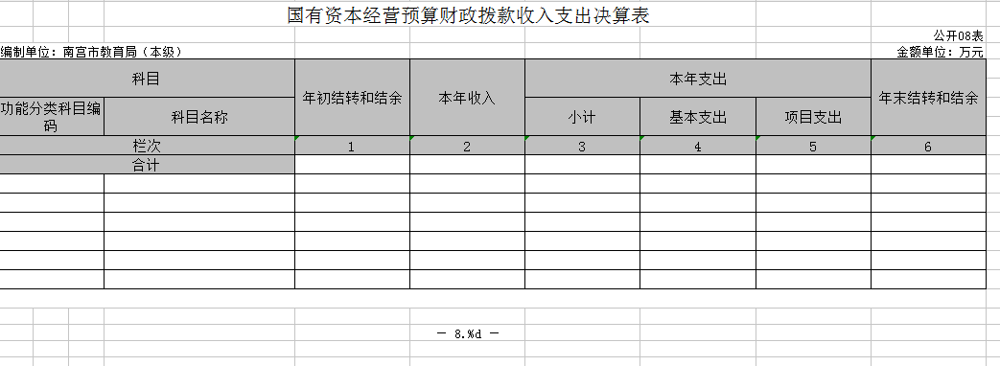 国有资本经营预算财政拨款收入支出决算表
公开08表
编制单位：南宫市教育局（本级）
金额单位：万元
科目
年初结转和结余
本年收入
本年支出
年末结转和结余
功能分类科目编
码
科目名称
小计
基本支出
项目支出
栏次
1
2
3
4
5
6
合计
— 8.%d —